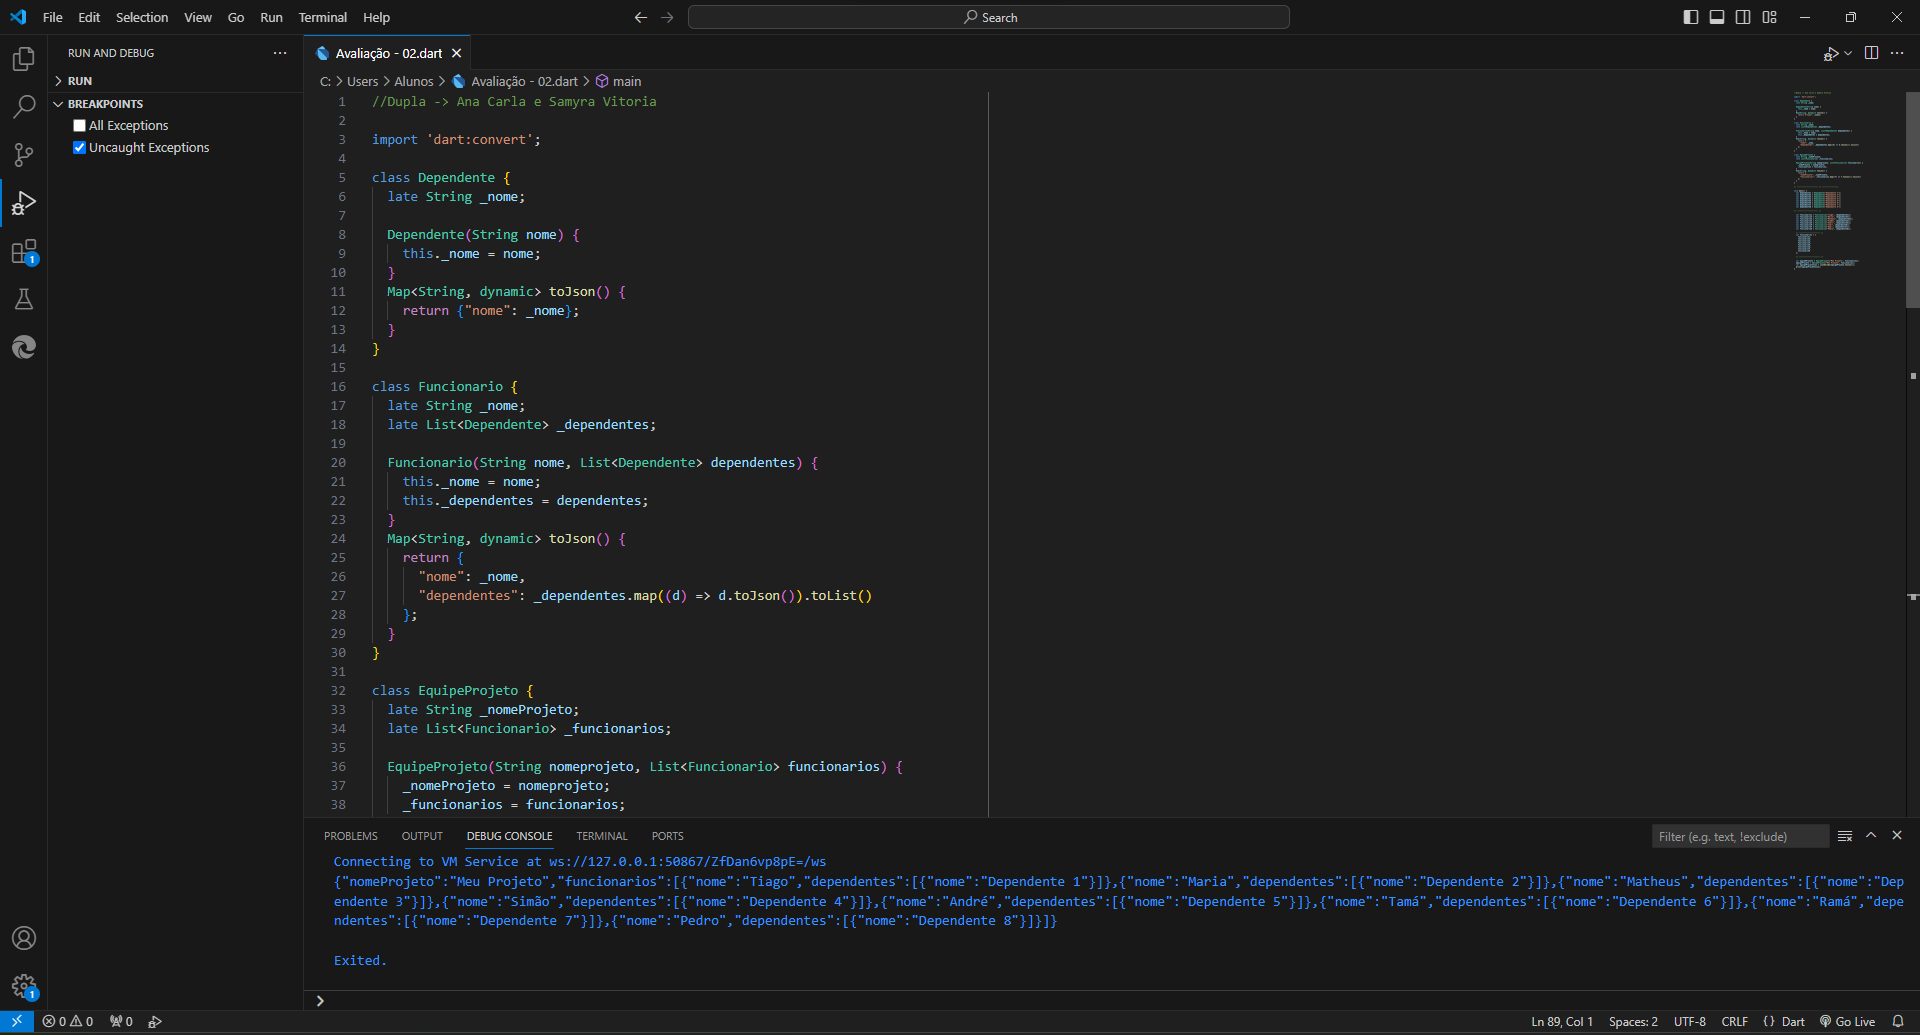 File Edit Selection View Go Run Terminal Help
Search
RUN AND DEBUG
RUN
BREAKPOINTS
All Exceptions
Uncaught Exceptions
1
1
Avaliação - 02.dart
C: > Users > Alunos > Avaliação - 02.dart > main
1 //Dupla -> Ana Carla e Samyra Vitoria
2
3 import 'dart:convert';
4
5 class Dependente {
6 late String _nome;
7
8 Dependente(String nome) {
9 this._nome = nome;
10 }
11 Map<String, dynamic> toJson() {
12 return {"nome": _nome};
13 }
14 }
15
16 class Funcionario {
17 late String _nome;
18 late List<Dependente> _dependentes;
19
20 Funcionario(String nome, List<Dependente> dependentes) {
21 this._nome = nome;
22 this._dependentes = dependentes;
23 }
24 Map<String, dynamic> toJson() {
25 return {
26 "nome": _nome,
27 "dependentes": _dependentes.map((d) => d.toJson()).toList()
28 };
29 }
30 }
31
32 class EquipeProjeto {
33 late String _nomeProjeto;
34 late List<Funcionario> _funcionarios;
35
36 EquipeProjeto(String nomeprojeto, List<Funcionario> funcionarios) {
37 _nomeProjeto = nomeprojeto;
38 _funcionarios = funcionarios;
PROBLEMS OUTPUT DEBUG CONSOLE TERMINAL PORTS
Filter (e.g. text, !exclude)
Connecting to VM Service at ws://127.0.0.1:50867/ZfDan6vp8pE=/ws
{"nomeProjeto":"Meu Projeto","funcionarios":[{"nome":"Tiago","dependentes":[{"nome":"Dependente 1"}]},{"nome":"Maria","dependentes":[{"nome":"Dependente 2"}]},{"nome":"Matheus","dependentes":[{"nome":"Dep
endente 3"}]},{"nome":"Simão","dependentes":[{"nome":"Dependente 4"}]},{"nome":"André","dependentes":[{"nome":"Dependente 5"}]},{"nome":"Tamá","dependentes":[{"nome":"Dependente 6"}]},{"nome":"Ramá","depe
ndentes":[{"nome":"Dependente 7"}]},{"nome":"Pedro","dependentes":[{"nome":"Dependente 8"}]}]}
Exited.
0 0 0
Ln 89, Col 1 Spaces: 2 UTF-8 CRLF {} Dart Go Live